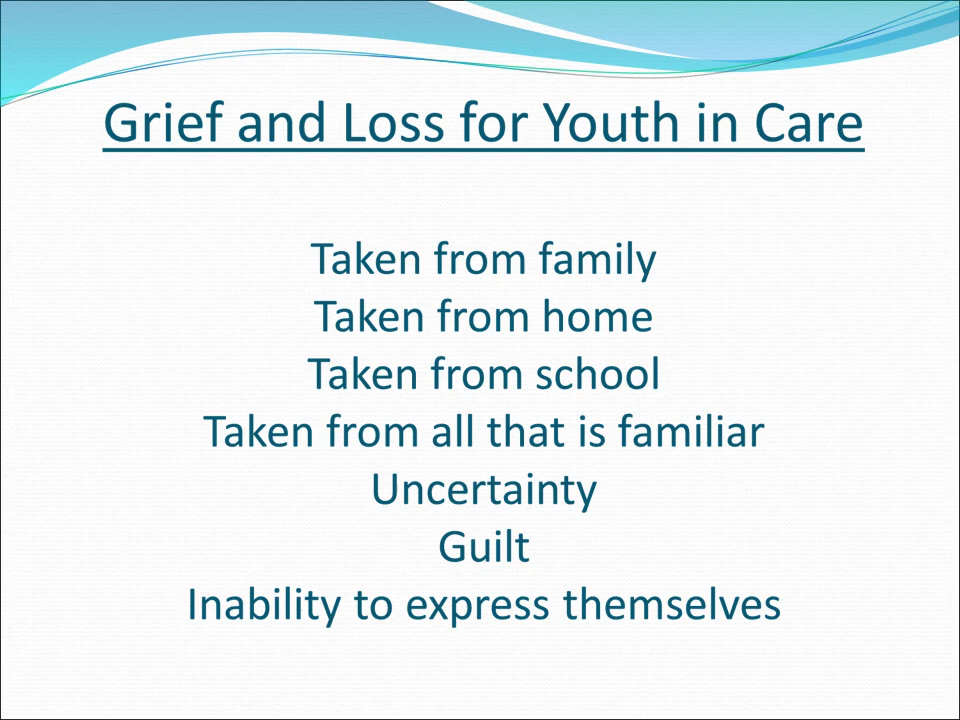 Grief and Loss for Youth in Care
Taken from family
Taken from home
Taken from school
Taken from all that is familiar
Uncertainty
Guilt
Inability to express themselves